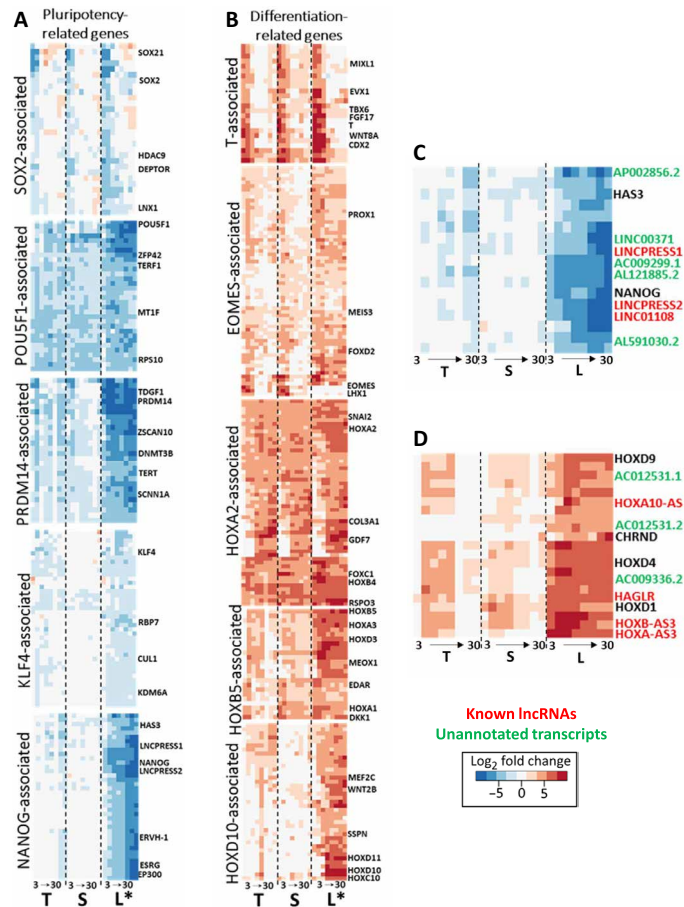 A
Pluripotency-
related genes
SOX2-associated
SOX21
SOX2
HDAC9
DEPTOR
LNX1
POU5F1-associated
POU5F1
ZFP42
TERF1
MT1F
RPS10
PRDM14-associated
TDGF1
PRDM14
ZSCAN10
DNMT3B
TERT
SCNN1A
KLF4-associated
KLF4
RBP7
CUL1
KDM6A
NANOG-associated
HAS3
LNCPRESS1
NANOG
LNCPRESS2
ERVH-1
ESRG
EP300
3→30 3→30 3→30
T S L*
B
Differentiation-
related genes
T-associated
MIXL1
EVX1
TBX6
FGF17
T
WNT8A
CDX2
EOMES-associated
PROX1
MEIS3
FOXD2
EOMES
LHX1
HOXA2-associated
SNAI2
HOXA2
COL3A1
GDF7
FOXC1
HOXB4
RSPO3
HOXB5-associated
HOXB5
HOXA3
HOXD3
MEOX1
EDAR
HOXA1
DKK1
HOXD10-associated
MEF2C
WNT2B
SSPN
HOXD11
HOXD10
HOXC10
3→30 3→30 3→30
T S L*
C
AP002856.2
HAS3
LINC00371
LINCPRESS1
AC009299.1
AL121885.2
NANOG
LINCPRESS2
LINC01108
AL591030.2
3 30 3 30 3 30
T S L
D
HOXD9
AC012531.1
HOXA10-AS
AC012531.2
CHRND
HOXD4
AC009336.2
HAGLR
HOXD1
HOXB-AS3
HOXA-AS3
3 30 3 30 3 30
T S L
Known lncRNAs
Unannotated transcripts
Log2 fold change
−5 0 5